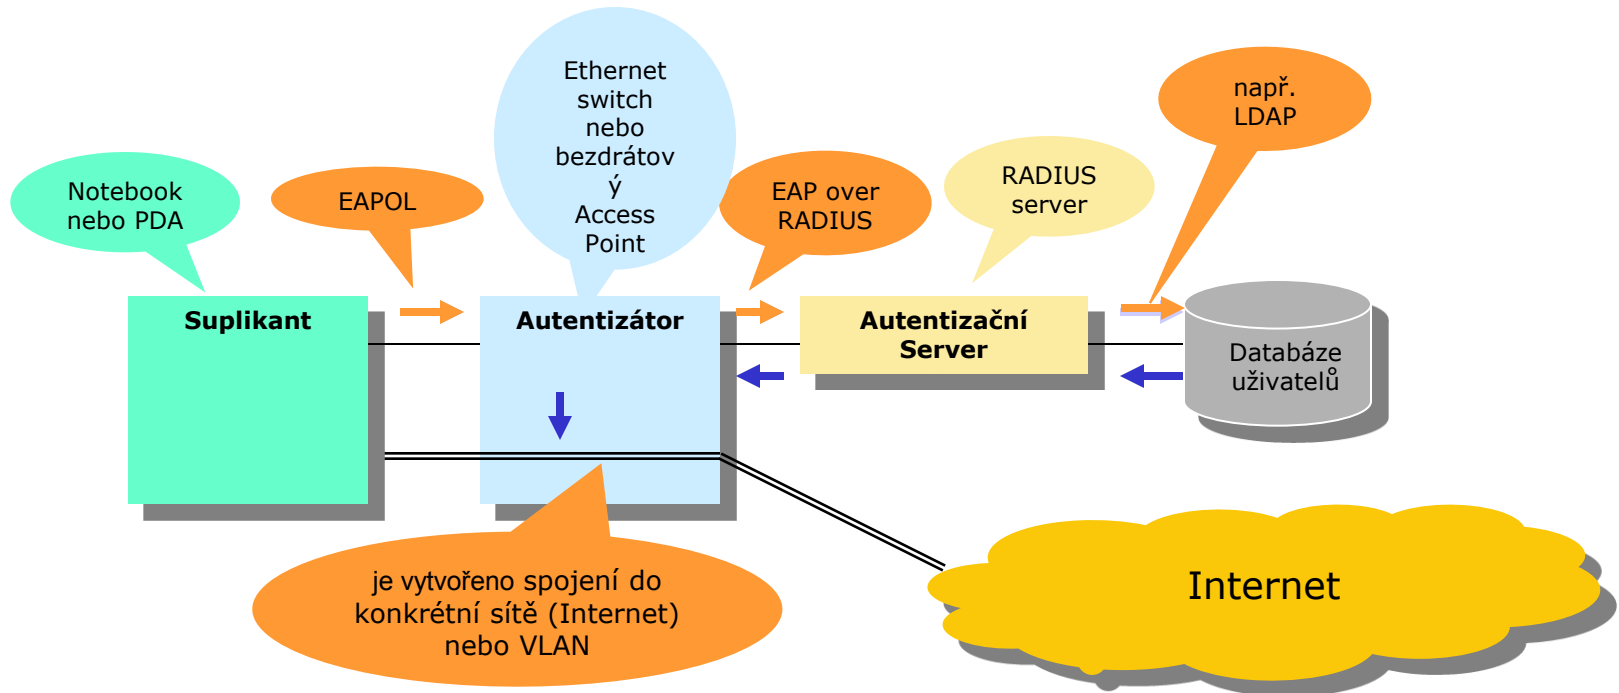 Ethernet
switch
nebo
bezdrátov
ý
Access
Point
např.
LDAP
Notebook
nebo PDA
EAPOL
EAP over
RADIUS
RADIUS
server
Suplikant
Autentizátor
Autentizační
Server
Databáze
uživatelů
je vytvořeno spojení do
konkrétní sítě (Internet)
nebo VLAN
Internet